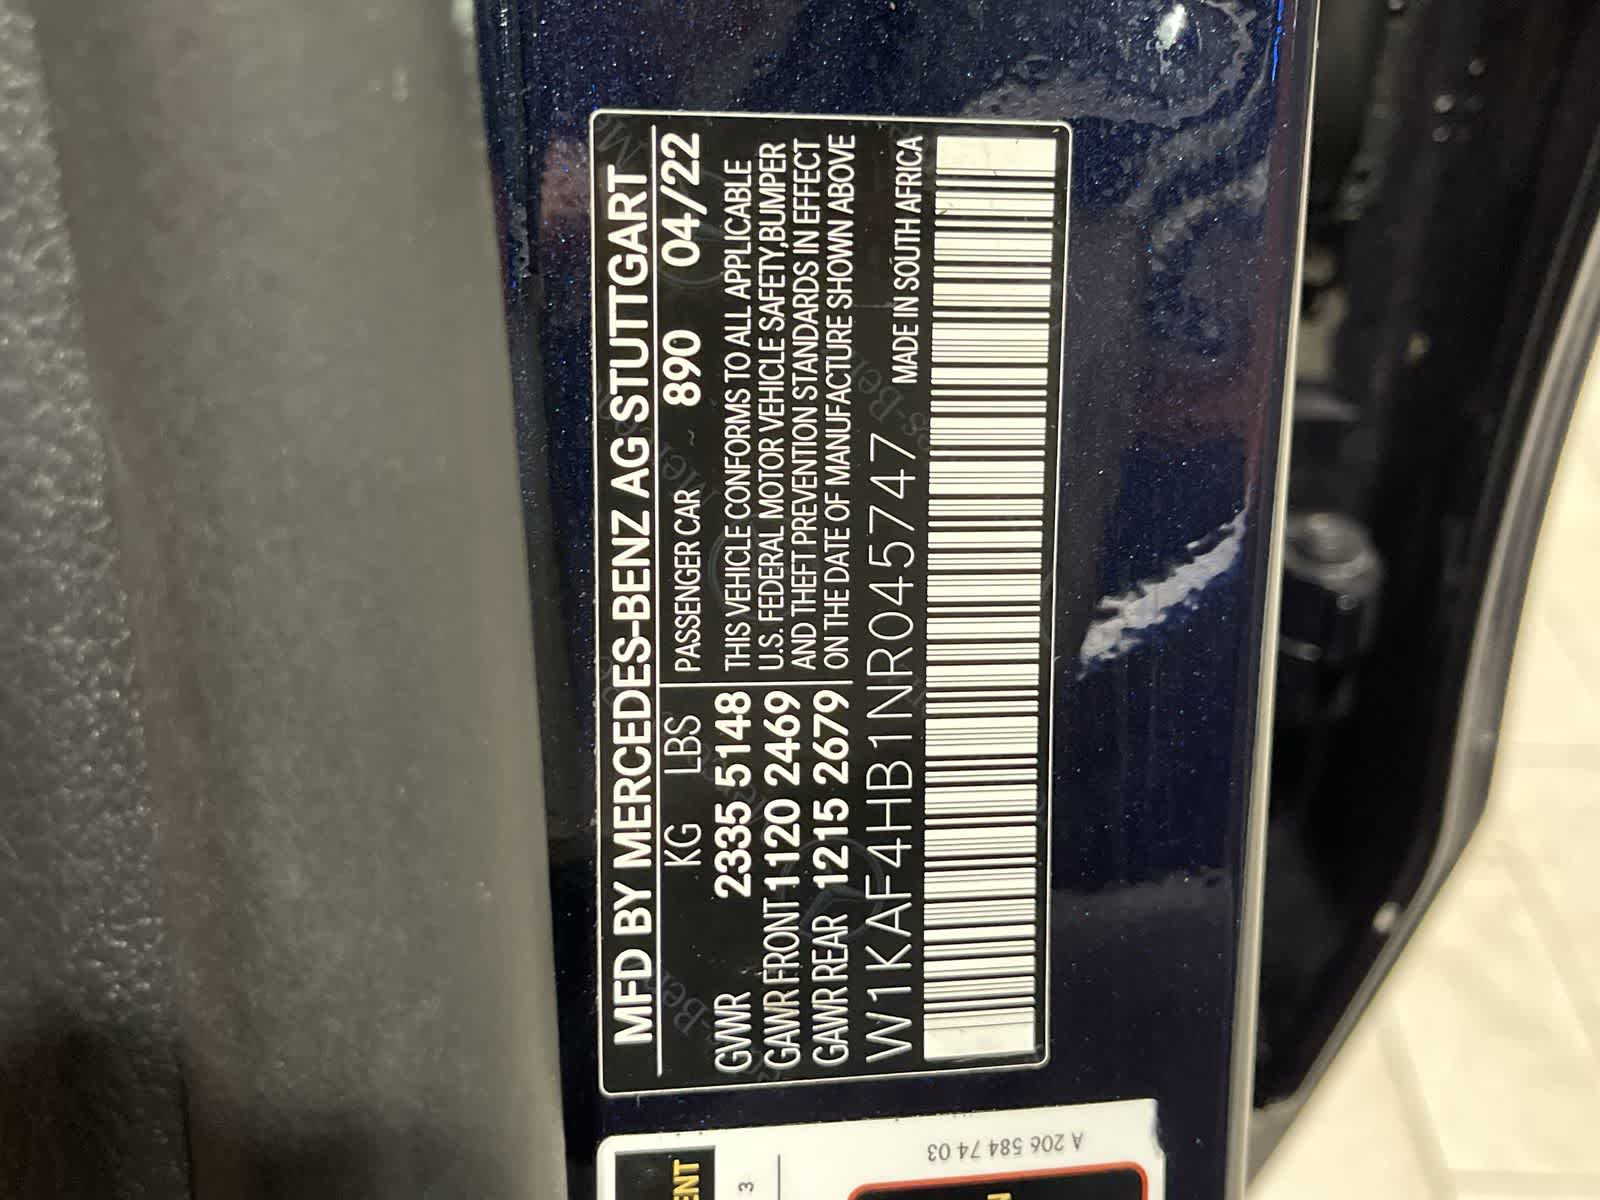 MFD BY MERCEDES-BENZ AG STUTTGART
KG LBS PASSENGER CAR 890 04/22
GVWR 2335 5148 THIS VEHICLE CONFORMS TO ALL APPLICABLE
GAWR FRONT 1120 2469 U.S. FEDERAL MOTOR VEHICLE SAFETY,BUMPER
AND THEFT PREVENTION STANDARDS IN EFFECT
GAWR REAR 1215 2679 ON THE DATE OF MANUFACTURE SHOWN ABOVE
W1KAF4HB1NR045747 MADE IN SOUTH AFRICA
A 206 584 74 03
ENT
3
N